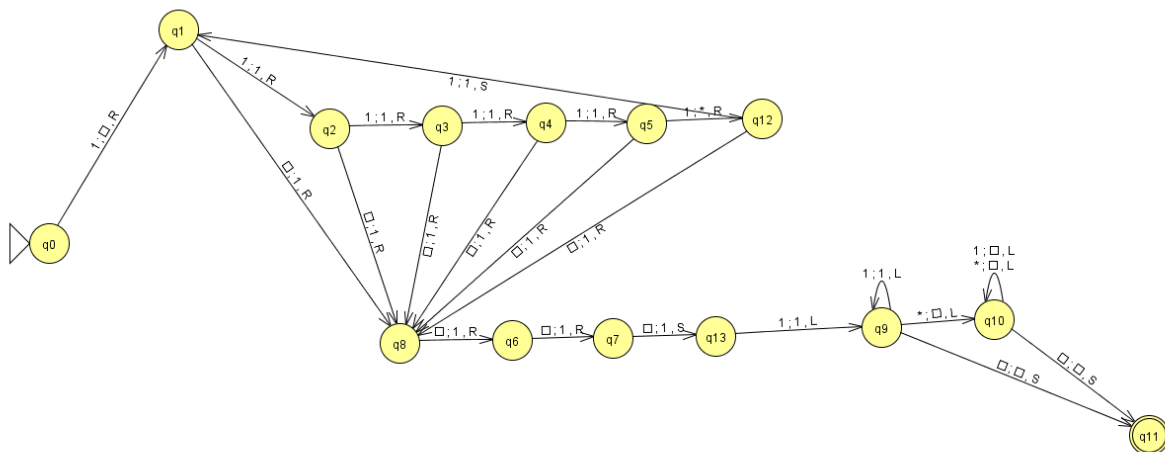 q1
1 ; 1 , R
1 ; 1 , S
q2
1 ; 1 , R
q3
1 ; 1 , R
q4
1 ; 1 , R
q5
1 ; * , R
q12
1 ; □ , R
□ ; 1 , R
□ ; 1 , R
□ ; 1 , R
□ ; 1 , R
□ ; 1 , R
□ ; 1 , R
q0
q8
□ ; 1 , R
q6
□ ; 1 , R
q7
□ ; 1 , S
q13
1 ; 1 , L
1 ; 1 , L
q9
* ; □ , L
1 ; □ , L
* ; □ , L
q10
□ ; □ , S
□ ; □ , S
q11